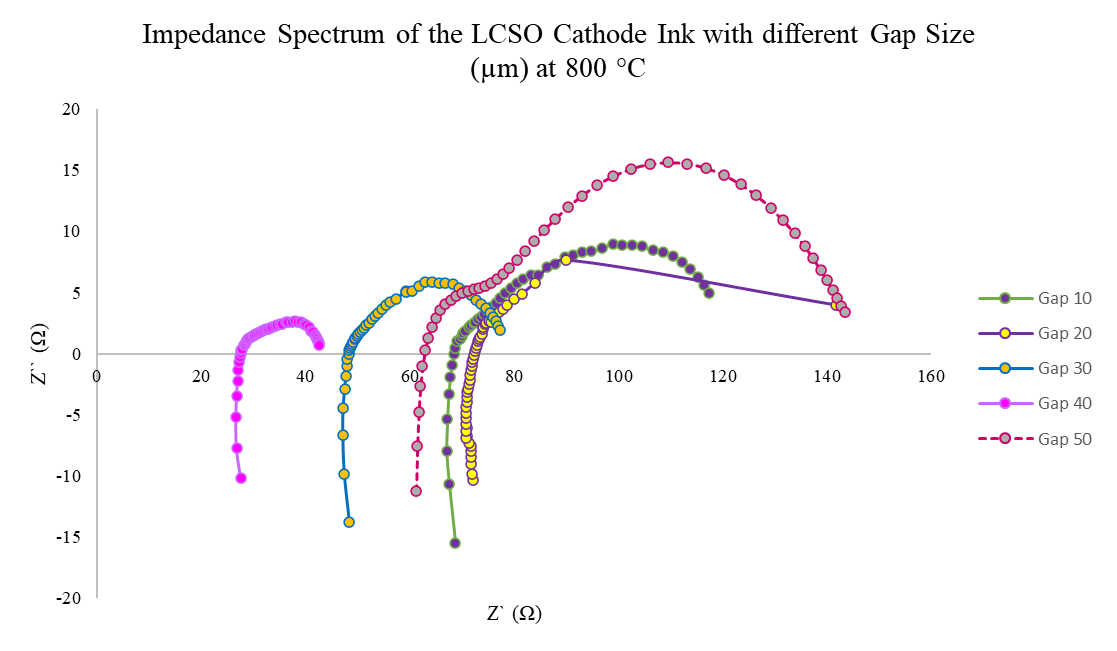 Impedance Spectrum of the LCSO Cathode Ink with different Gap Size
(µm) at 800 °C
20
15
10
5
0
-5
-10
-15
-20
0 20 40 60 80 100 120 140 160
Z`` (Ω)
Z` (Ω)
Gap 10
Gap 20
Gap 30
Gap 40
Gap 50